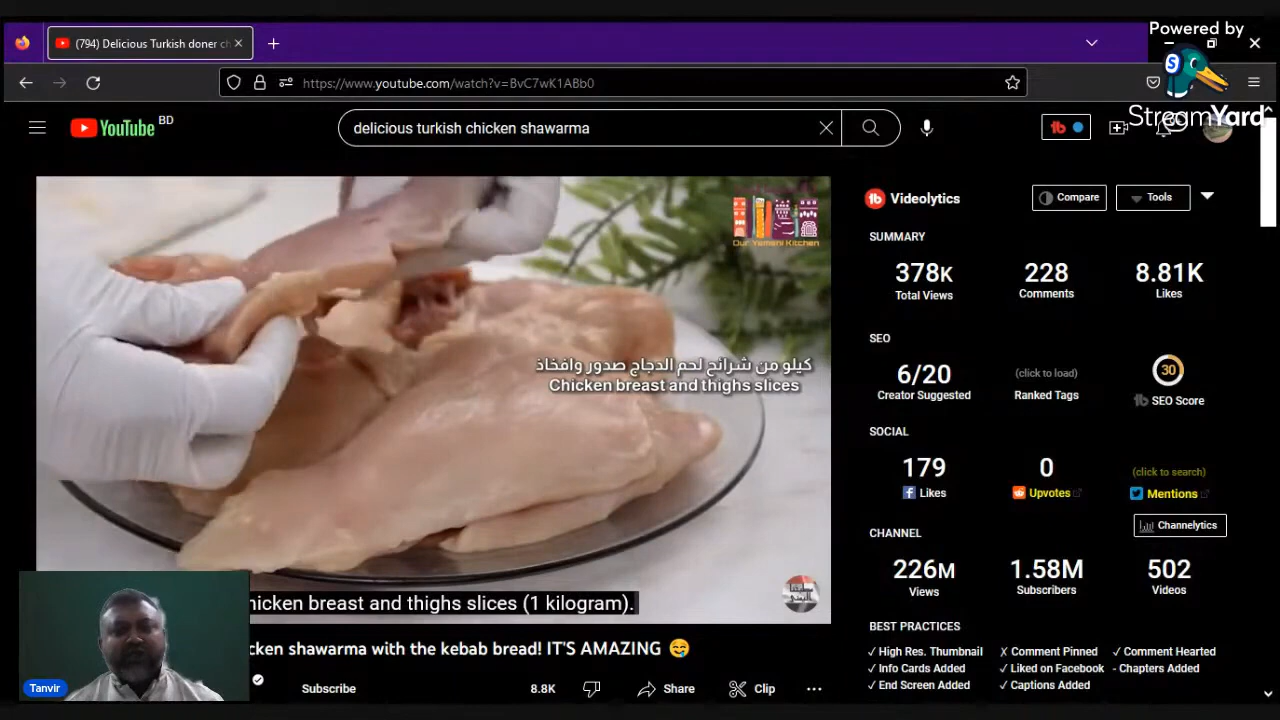 Powered by
(794) Delicious Turkish doner ch
https://www.youtube.com/watch?v=BvC7wK1ABb0
StreamYard
YouTube BD
delicious turkish chicken shawarma
Our Yemeni Kitchen
كيلو من شرائح لحم الدجاج صدور وافخاذ
Chicken breast and thighs slices
hicken breast and thighs slices (1 kilogram).
cken shawarma with the kebab bread! IT'S AMAZING
Subscribe
8.8K
Share
Clip
Tanvir
Videolytics
Compare
Tools
SUMMARY
378K 228 8.81K
Total Views Comments Likes
SEO
6/20 (click to load) 30
Creator Suggested Ranked Tags SEO Score
SOCIAL
179 0 (click to search)
Likes Upvotes Mentions
Channelytics
CHANNEL
226M 1.58M 502
Views Subscribers Videos
BEST PRACTICES
✓ High Res. Thumbnail ✗ Comment Pinned ✓ Comment Hearted
✓ Info Cards Added ✓ Liked on Facebook - Chapters Added
✓ End Screen Added ✓ Captions Added